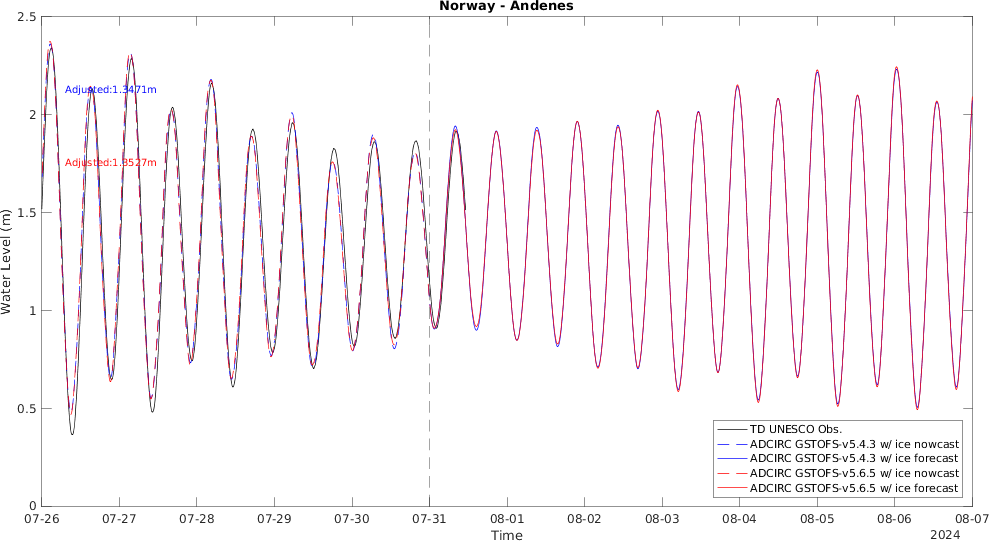 Norway - Andenes
2.5
2
1.5
1
0.5
0
Water Level (m)
Adjusted:1.3471m
Adjusted:1.3527m
TD UNESCO Obs.
ADCIRC GSTOFS-v5.4.3 w/ ice nowcast
ADCIRC GSTOFS-v5.4.3 w/ ice forecast
ADCIRC GSTOFS-v5.6.5 w/ ice nowcast
ADCIRC GSTOFS-v5.6.5 w/ ice forecast
07-26 07-27 07-28 07-29 07-30 07-31 08-01 08-02 08-03 08-04 08-05 08-06 08-07
Time
2024